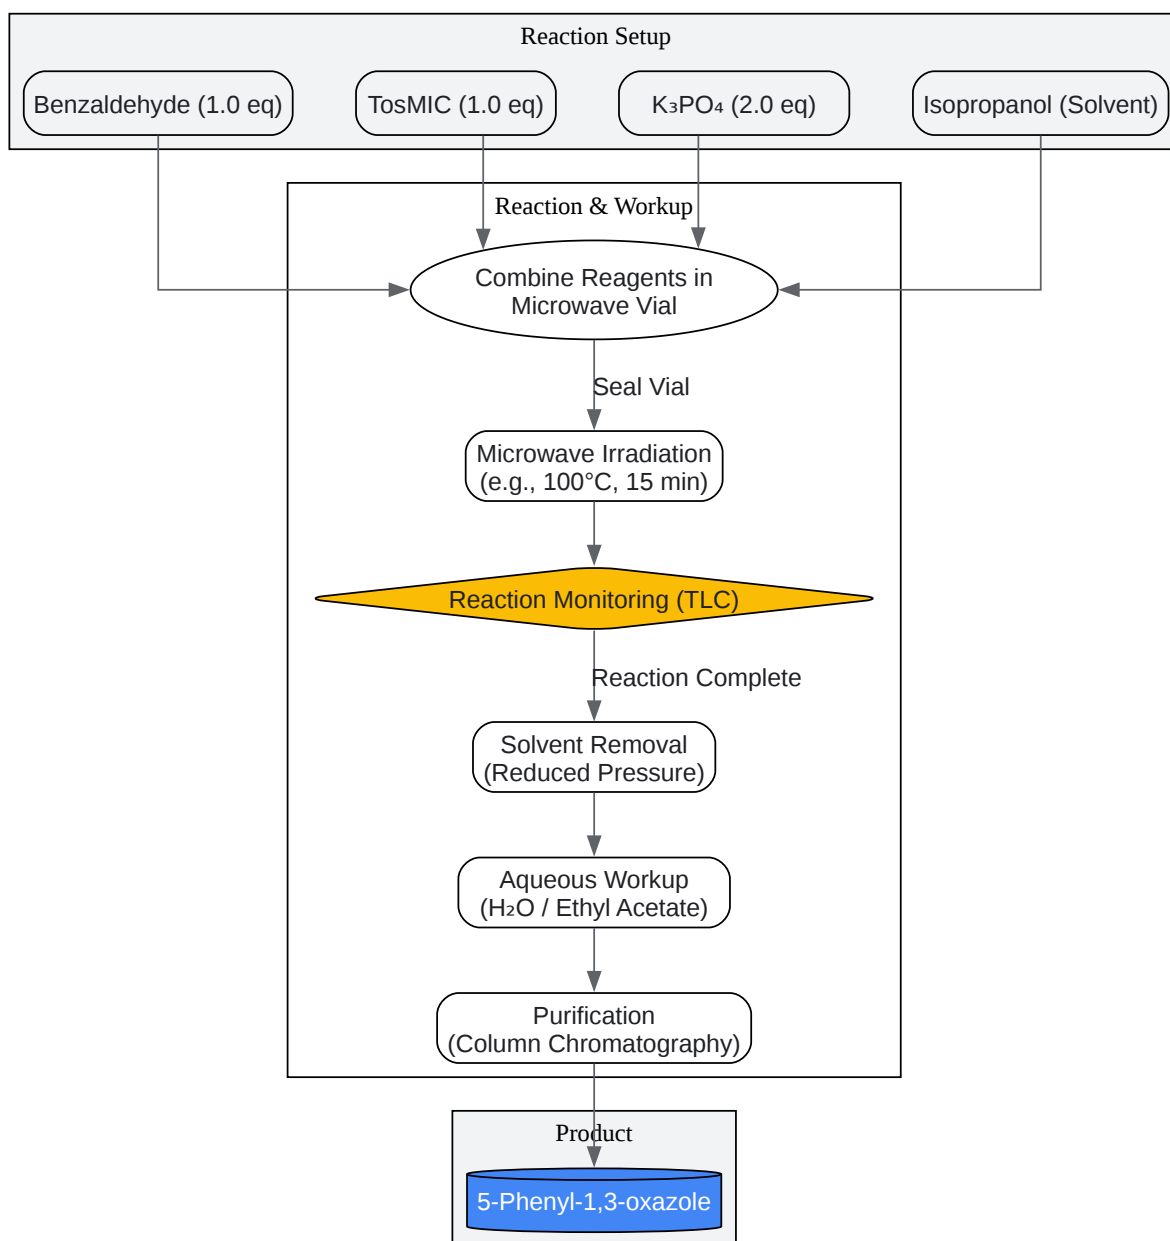 Reaction Setup
Benzaldehyde (1.0 eq)
TosMIC (1.0 eq)
K₃PO₄ (2.0 eq)
Isopropanol (Solvent)
Reaction & Workup
Combine Reagents in
Microwave Vial
Seal Vial
Microwave Irradiation
(e.g., 100°C, 15 min)
Reaction Monitoring (TLC)
Reaction Complete
Solvent Removal
(Reduced Pressure)
Aqueous Workup
(H₂O / Ethyl Acetate)
Purification
(Column Chromatography)
Product
5-Phenyl-1,3-oxazole